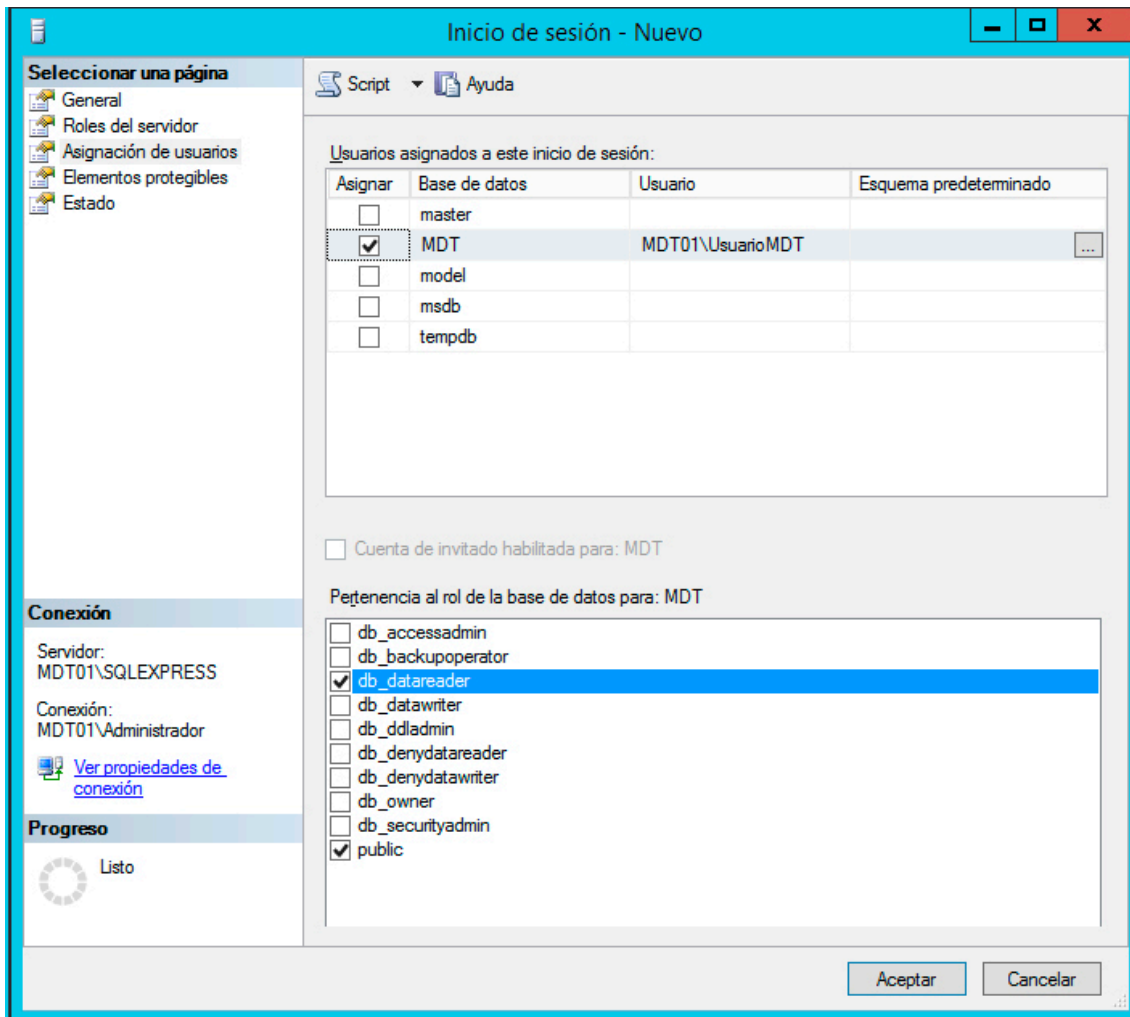 Inicio de sesión - Nuevo
Seleccionar una página
General
Roles del servidor
Asignación de usuarios
Elementos protegibles
Estado
Script
Ayuda
Usuarios asignados a este inicio de sesión:
Asignar Base de datos Usuario Esquema predeterminado
master
MDT MDT01\UsuarioMDT ...
model
msdb
tempdb
Cuenta de invitado habilitada para: MDT
Pertenencia al rol de la base de datos para: MDT
db_accessadmin
db_backupoperator
db_datareader
db_datawriter
db_ddladmin
db_denydatareader
db_denydatawriter
db_owner
db_securityadmin
public
Conexión
Servidor:
MDT01\SQLEXPRESS
Conexión:
MDT01\Administrador
Ver propiedades de
conexión
Progreso
Listo
Aceptar Cancelar